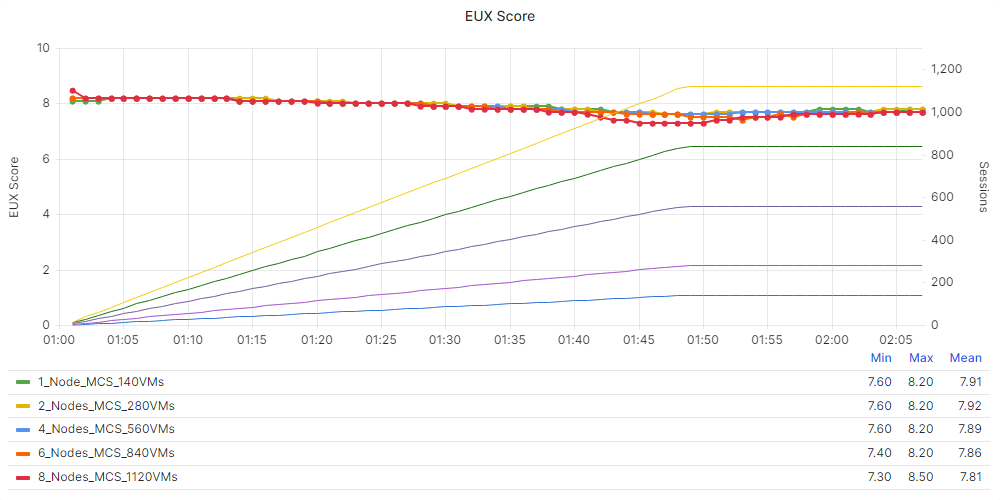 EUX Score
10
8
6
4
2
0
EUX Score
1,200
1,000
800
600
400
200
0
Sessions
01:00 01:05 01:10 01:15 01:20 01:25 01:30 01:35 01:40 01:45 01:50 01:55 02:00 02:05
Min Max Mean
1_Node_MCS_140VMs 7.60 8.20 7.91
2_Nodes_MCS_280VMs 7.60 8.20 7.92
4_Nodes_MCS_560VMs 7.60 8.20 7.89
6_Nodes_MCS_840VMs 7.40 8.20 7.86
8_Nodes_MCS_1120VMs 7.30 8.50 7.81